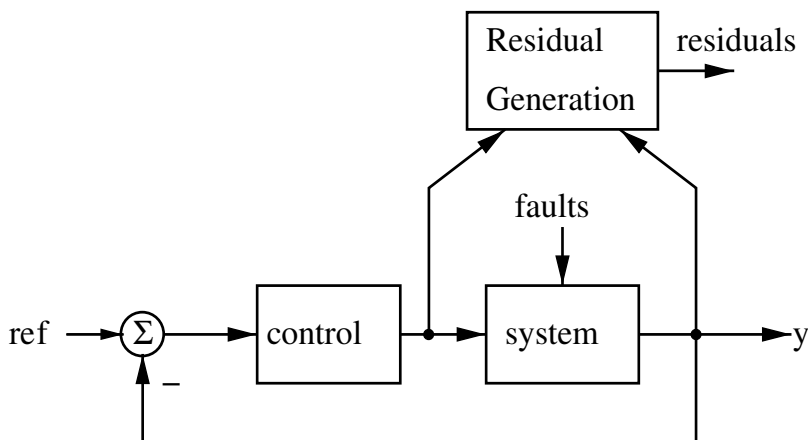 Residual
Generation
residuals
faults
ref
Σ
control
system
y
−